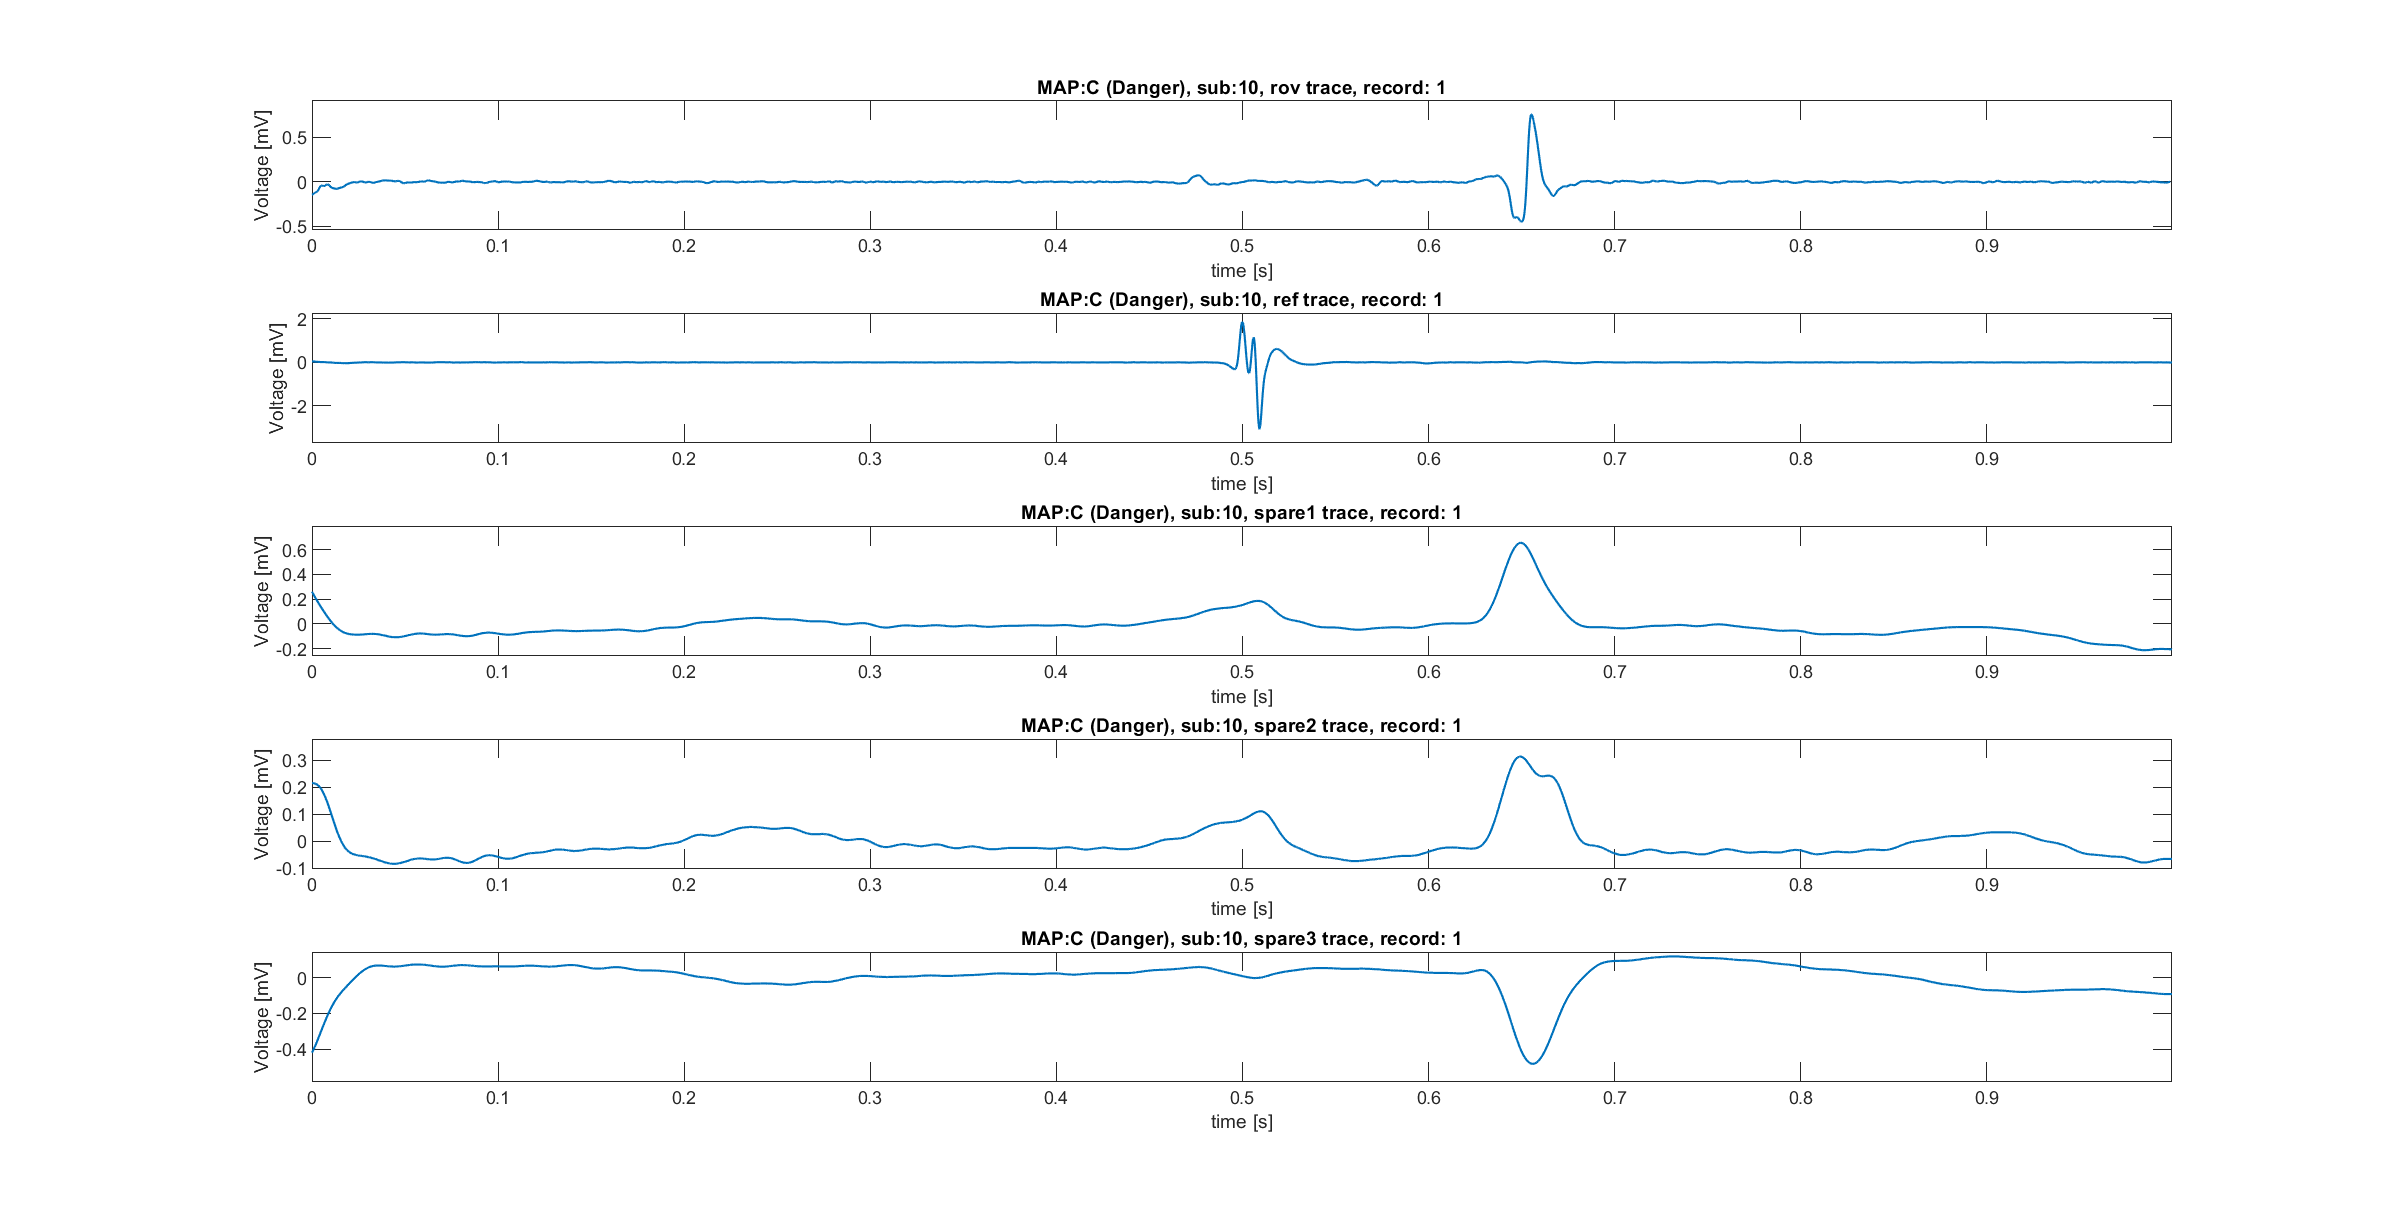 MAP:C (Danger), sub:10, rov trace, record: 1
Voltage [mV]
0.5
0
-0.5
0 0.1 0.2 0.3 0.4 0.5 0.6 0.7 0.8 0.9
time [s]
MAP:C (Danger), sub:10, ref trace, record: 1
Voltage [mV]
2
0
-2
0 0.1 0.2 0.3 0.4 0.5 0.6 0.7 0.8 0.9
time [s]
MAP:C (Danger), sub:10, spare1 trace, record: 1
Voltage [mV]
0.6
0.4
0.2
0
-0.2
0 0.1 0.2 0.3 0.4 0.5 0.6 0.7 0.8 0.9
time [s]
MAP:C (Danger), sub:10, spare2 trace, record: 1
Voltage [mV]
0.3
0.2
0.1
0
-0.1
0 0.1 0.2 0.3 0.4 0.5 0.6 0.7 0.8 0.9
time [s]
MAP:C (Danger), sub:10, spare3 trace, record: 1
Voltage [mV]
0
-0.2
-0.4
0 0.1 0.2 0.3 0.4 0.5 0.6 0.7 0.8 0.9
time [s]